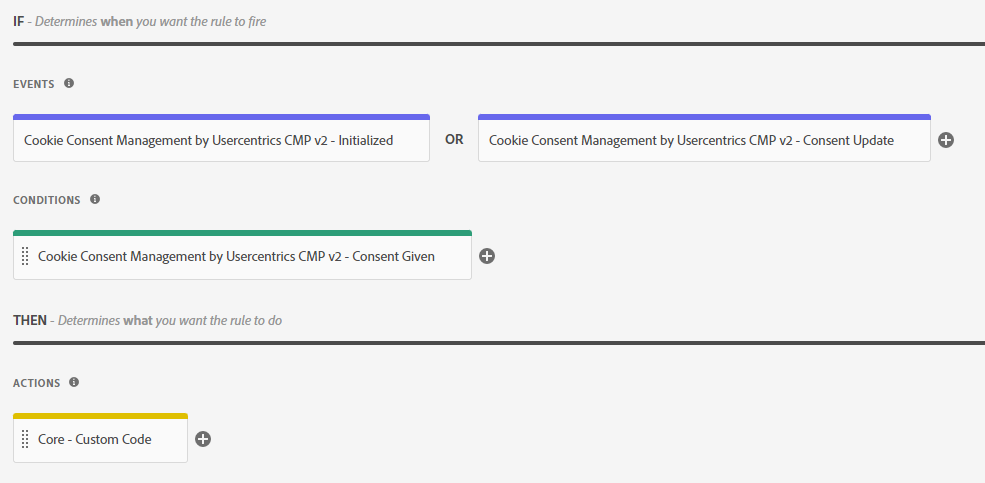 IF - Determines when you want the rule to fire
EVENTS
Cookie Consent Management by Usercentrics CMP v2 - Initialized OR Cookie Consent Management by Usercentrics CMP v2 - Consent Update
CONDITIONS
Cookie Consent Management by Usercentrics CMP v2 - Consent Given
THEN - Determines what you want the rule to do
ACTIONS
Core - Custom Code